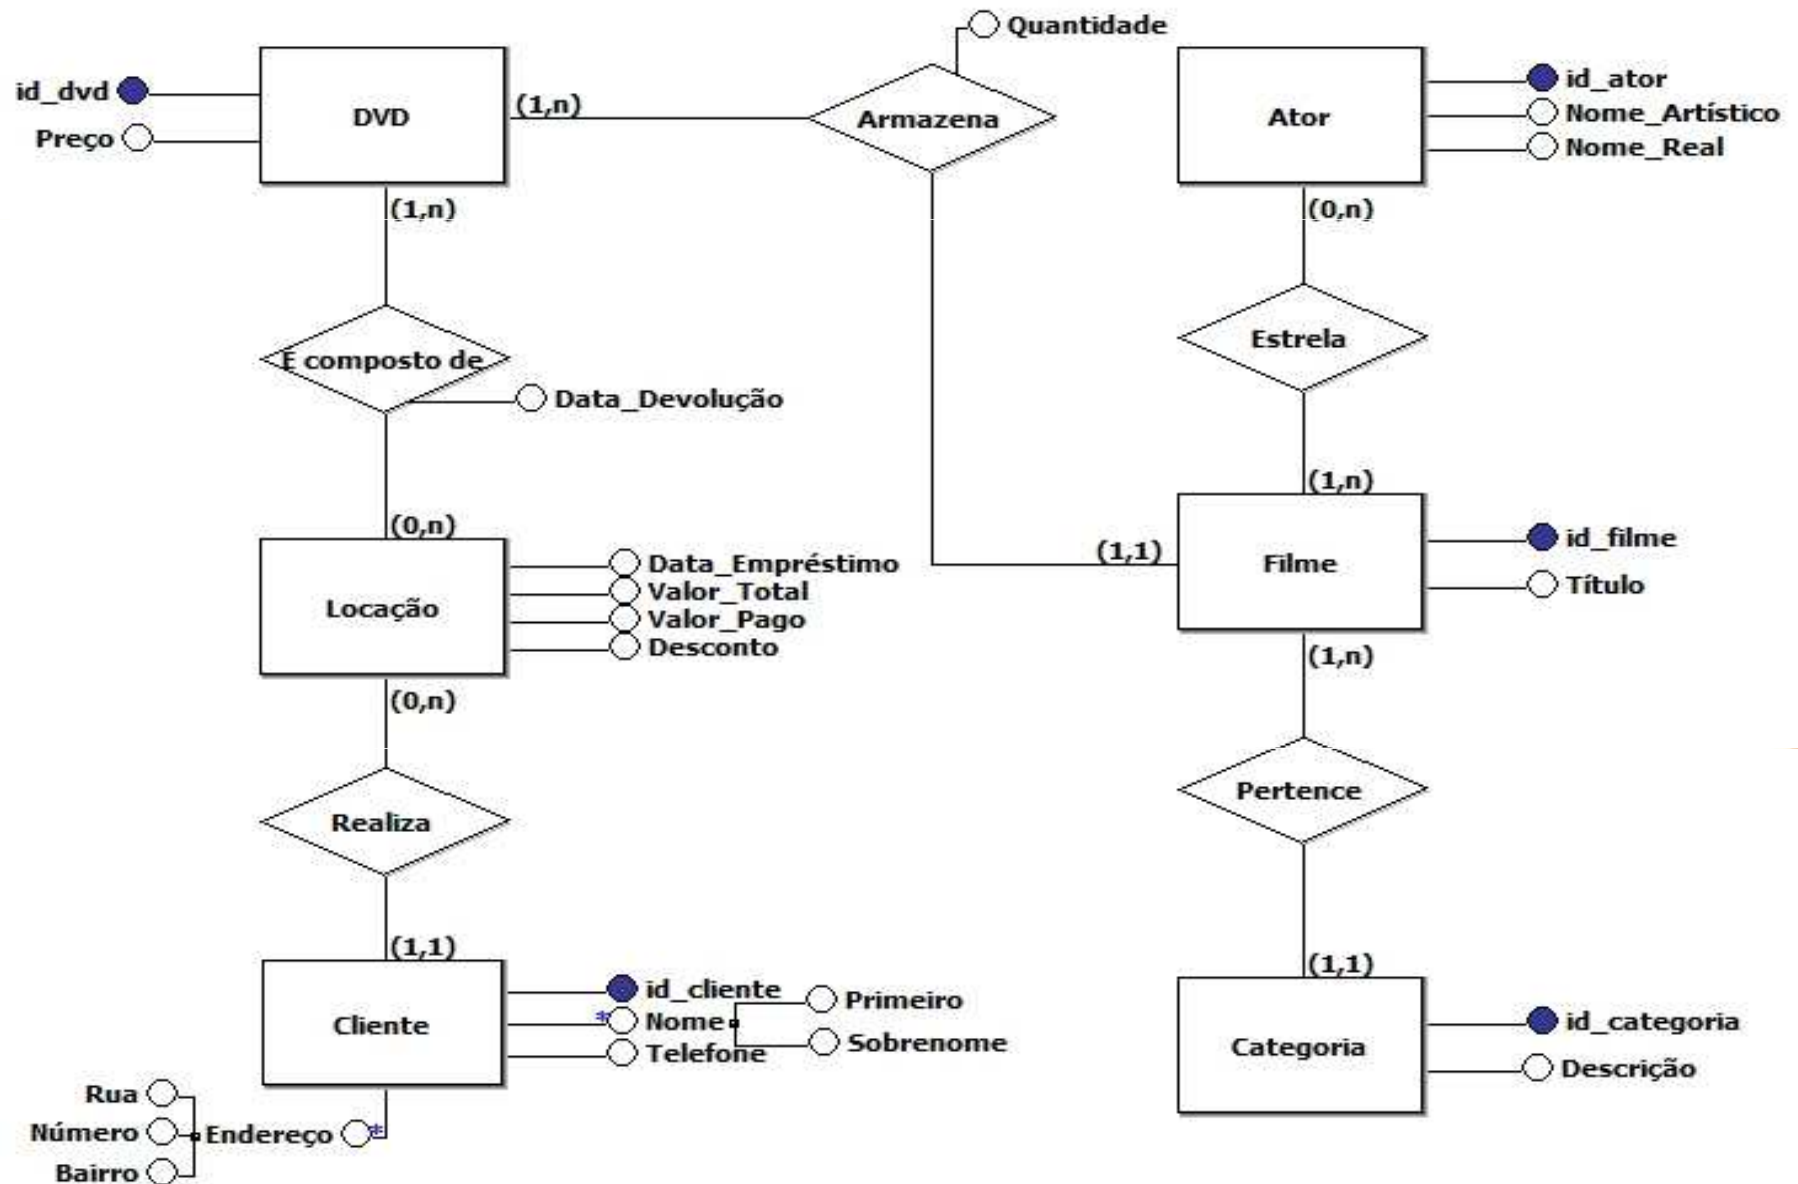 Quantidade
id_dvd
Preço
DVD
(1,n)
Armazena
Ator
id_ator
Nome_Artístico
Nome_Real
(1,n)
(0,n)
E composto de
Data_Devolução
Estrela
(0,n)
(1,n)
Locação
Data_Empréstimo
Valor_Total
Valor_Pago
Desconto
(1,1)
Filme
id_filme
Título
(0,n)
(1,n)
Realiza
Pertence
(1,1)
(1,1)
Cliente
id_cliente
* Nome
Telefone
Primeiro
Sobrenome
Categoria
id_categoria
Descrição
Rua
Número
Bairro
Endereço *